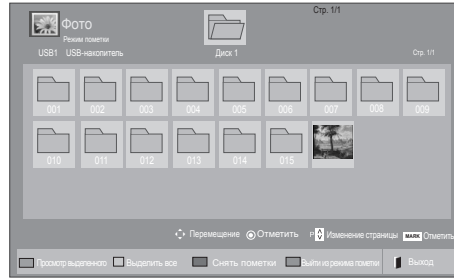 Стр. 1/1
Фото
Режим пометки
USB1 USB-накопитель Диск 1 Стр. 1/1
001 002 003 004 005 006 007 008 009
010 011 012 013 014 015
Перемещение Отметить P Изменение страницы MARK Отметить
Просмотр выделенного Выделить все Снять пометки Выйти из режима пометки Выход